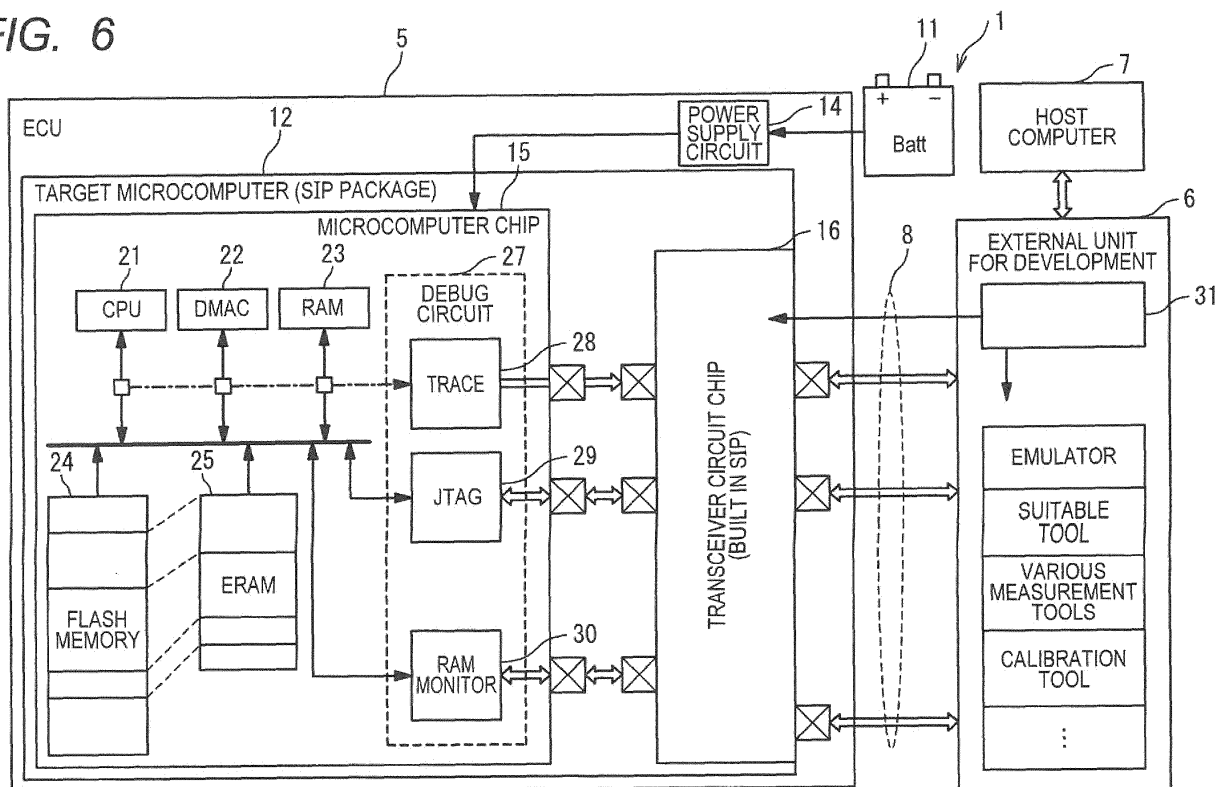 FIG. 6
5
11
1
7
ECU
12
POWER
SUPPLY
CIRCUIT
14
+ −
Batt
HOST
COMPUTER
15
TARGET MICROCOMPUTER (SIP PACKAGE)
MICROCOMPUTER CHIP
16
8
6
EXTERNAL UNIT
FOR DEVELOPMENT
21
22
23
27
CPU
DMAC
RAM
DEBUG
CIRCUIT
31
28
TRACE
24
25
29
JTAG
TRANSCEIVER CIRCUIT CHIP
(BUILT IN SIP)
EMULATOR
SUITABLE
TOOL
VARIOUS
MEASUREMENT
TOOLS
ERAM
FLASH
MEMORY
30
RAM
MONITOR
CALIBRATION
TOOL
⋮